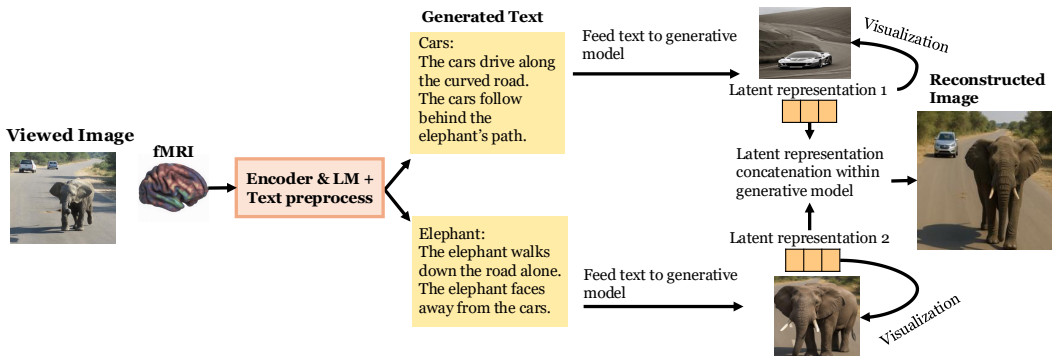 Viewed Image
fMRI
Encoder & LM +
Text preprocess
Generated Text
Cars:
The cars drive along
the curved road.
The cars follow
behind the
elephant's path.
Elephant:
The elephant walks
down the road alone.
The elephant faces
away from the cars.
Feed text to generative
model
Feed text to generative
model
Visualization
Latent representation 1
Latent representation
concatenation within
generative model
Latent representation 2
Visualization
Reconstructed
Image